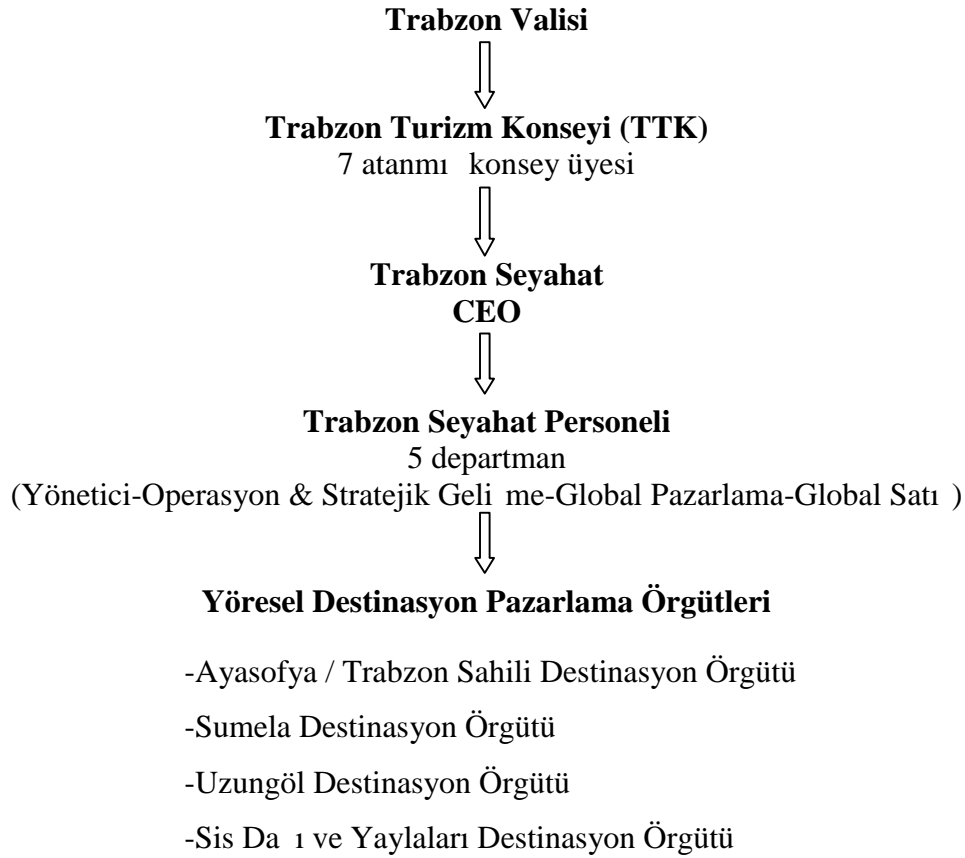 Trabzon Valisi
Trabzon Turizm Konseyi (TTK)
7 atanmı konsey üyesi
Trabzon Seyahat
CEO
Trabzon Seyahat Personeli
5 departman
(Yönetici-Operasyon & Stratejik Geli me-Global Pazarlama-Global Satı )
Yöresel Destinasyon Pazarlama Örgütleri
-Ayasofya / Trabzon Sahili Destinasyon Örgütü
-Sumela Destinasyon Örgütü
-Uzungöl Destinasyon Örgütü
-Sis Da ı ve Yaylaları Destinasyon Örgütü